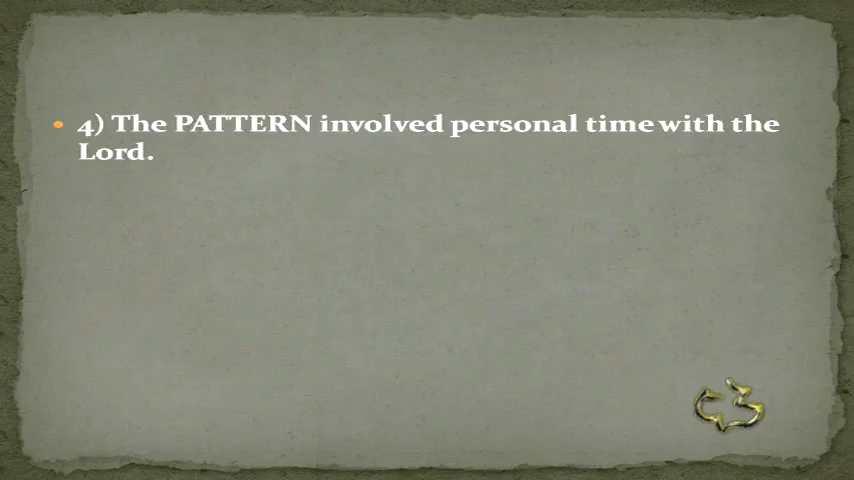 • 4) The PATTERN involved personal time with the
Lord.